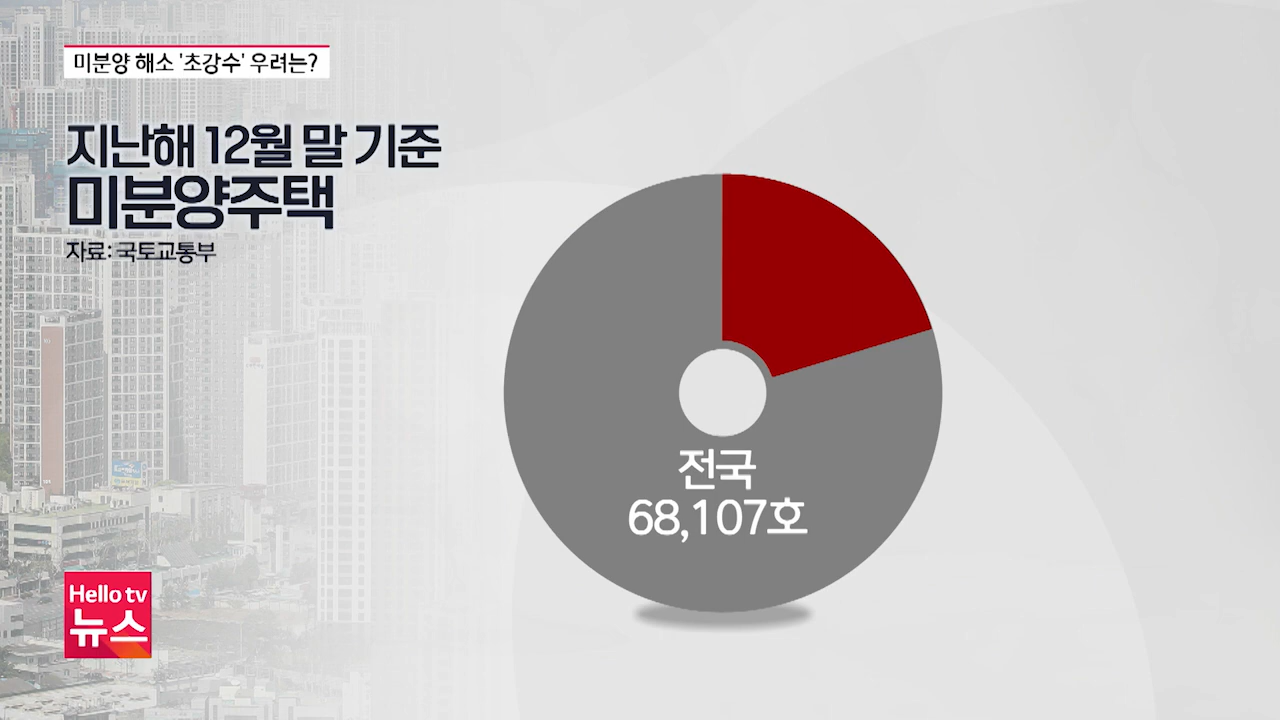 미분양 해소 '초강수' 우려는?
지난해 12월 말 기준
미분양주택
자료: 국토교통부
전국
68,107호
Hello tv
뉴스